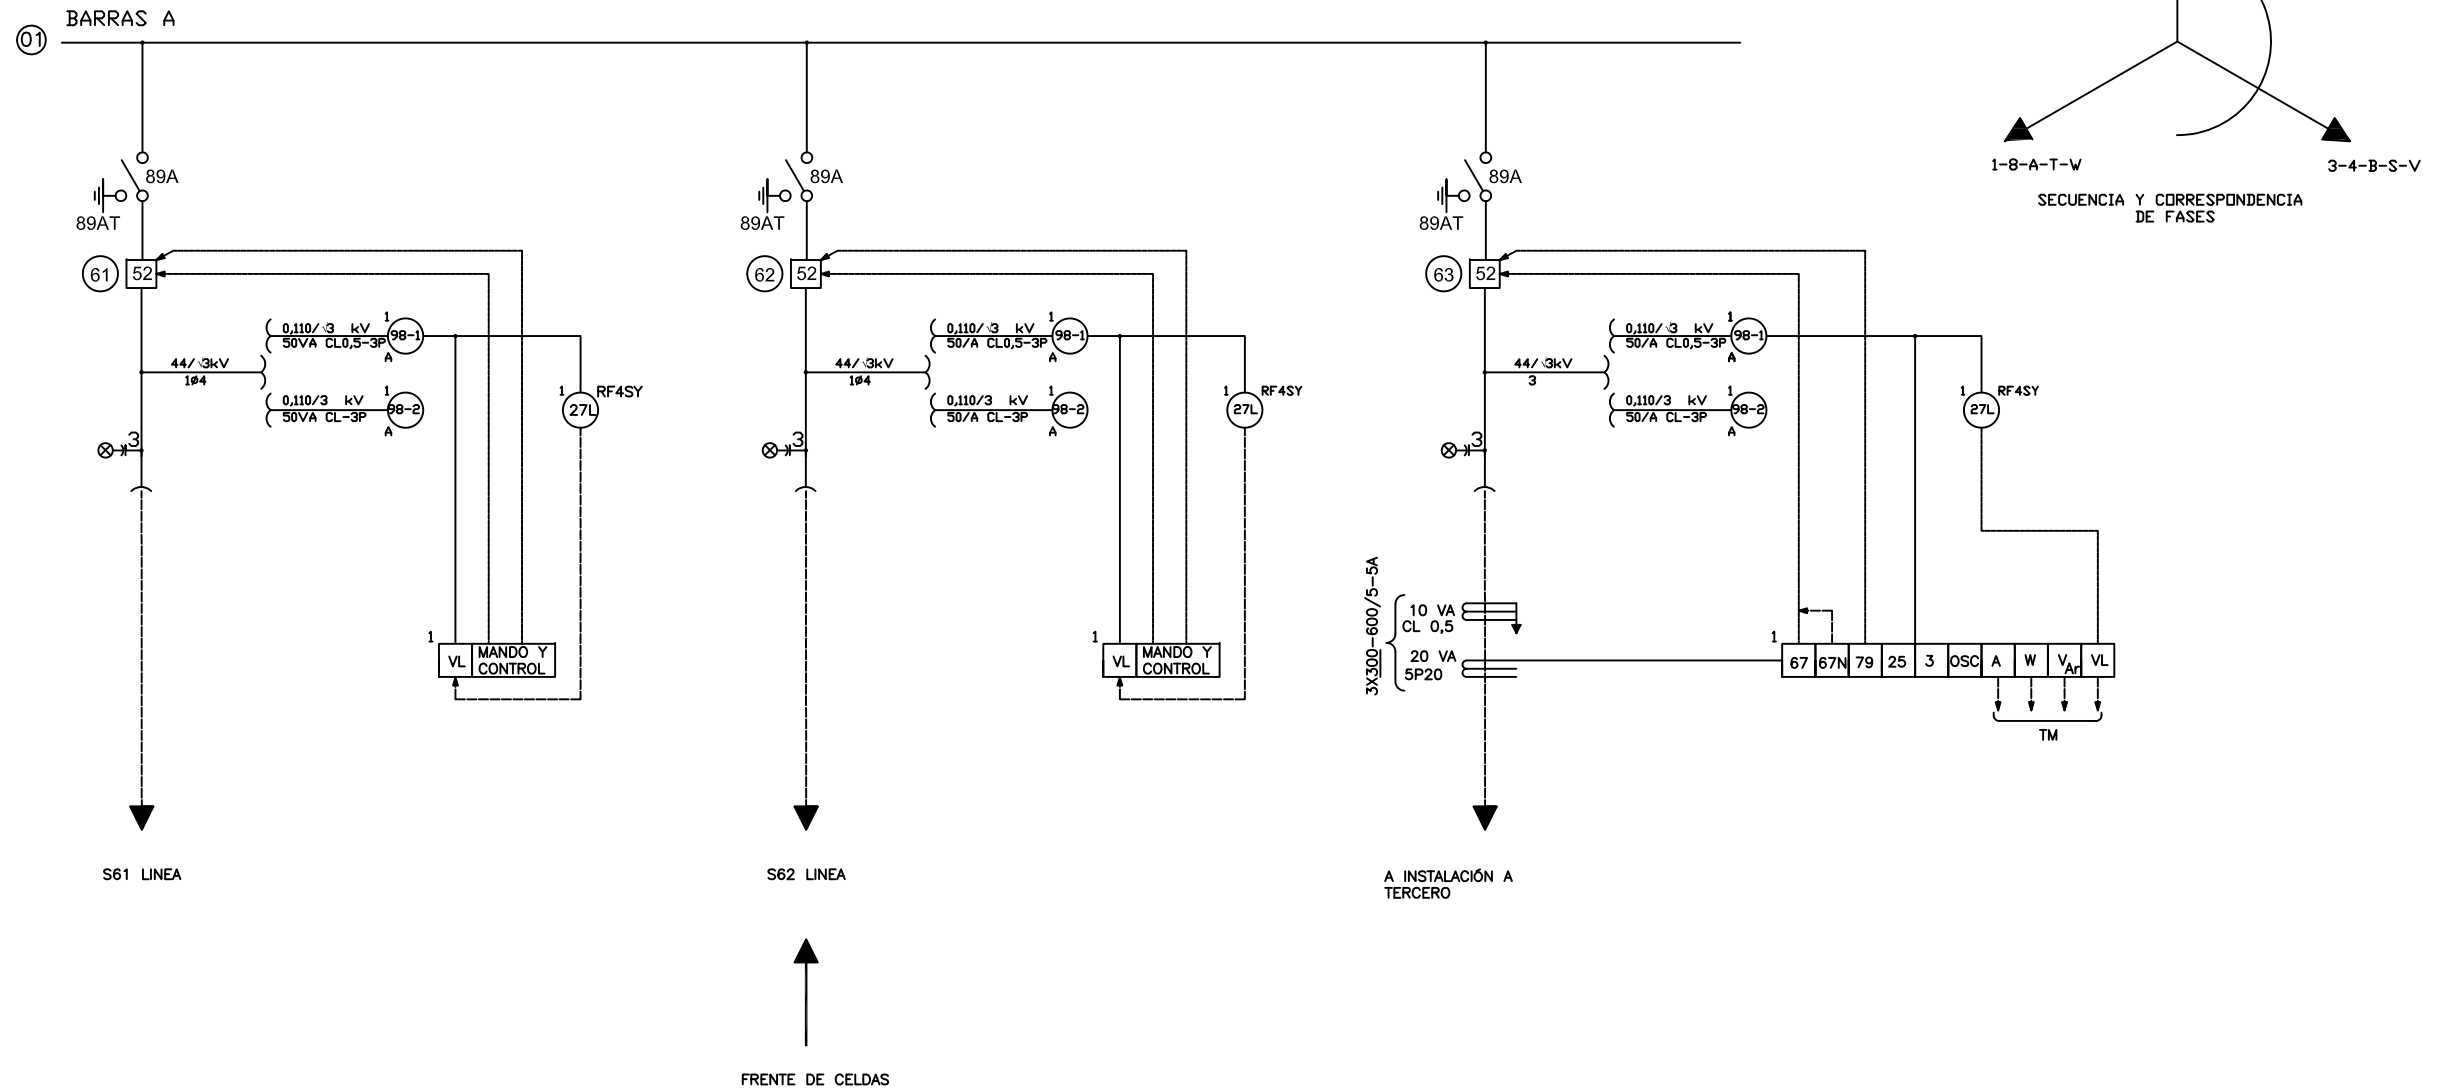 BARRAS A
01
89A
89AT
61
52
0,110/√3 kV
50VA CL0,5-3P
1
98-1
A
44/√3kV
1ø4
0,110/3 kV
50VA CL-3P
1
98-2
A
1
27L
RF4SY
3
1
VL
MANDO Y
CONTROL
S61 LINEA
89A
89AT
62
52
0,110/√3 kV
50/A CL0,5-3P
1
98-1
A
44/√3kV
1ø4
0,110/3 kV
50/A CL-3P
1
98-2
A
1
27L
RF4SY
3
1
VL
MANDO Y
CONTROL
S62 LINEA
89A
89AT
63
52
0,110/√3 kV
50/A CL0,5-3P
1
98-1
A
44/√3kV
3
0,110/3 kV
50/A CL-3P
1
98-2
A
1
27L
RF4SY
3
3X300-600/5-5A
10 VA
CL 0,5
20 VA
5P20
1
67 67N 79 25 3 OSC A W VAr VL
TM
A INSTALACIÓN A
TERCERO
1-8-A-T-W
3-4-B-S-V
SECUENCIA Y CORRESPONDENCIA
DE FASES
FRENTE DE CELDAS